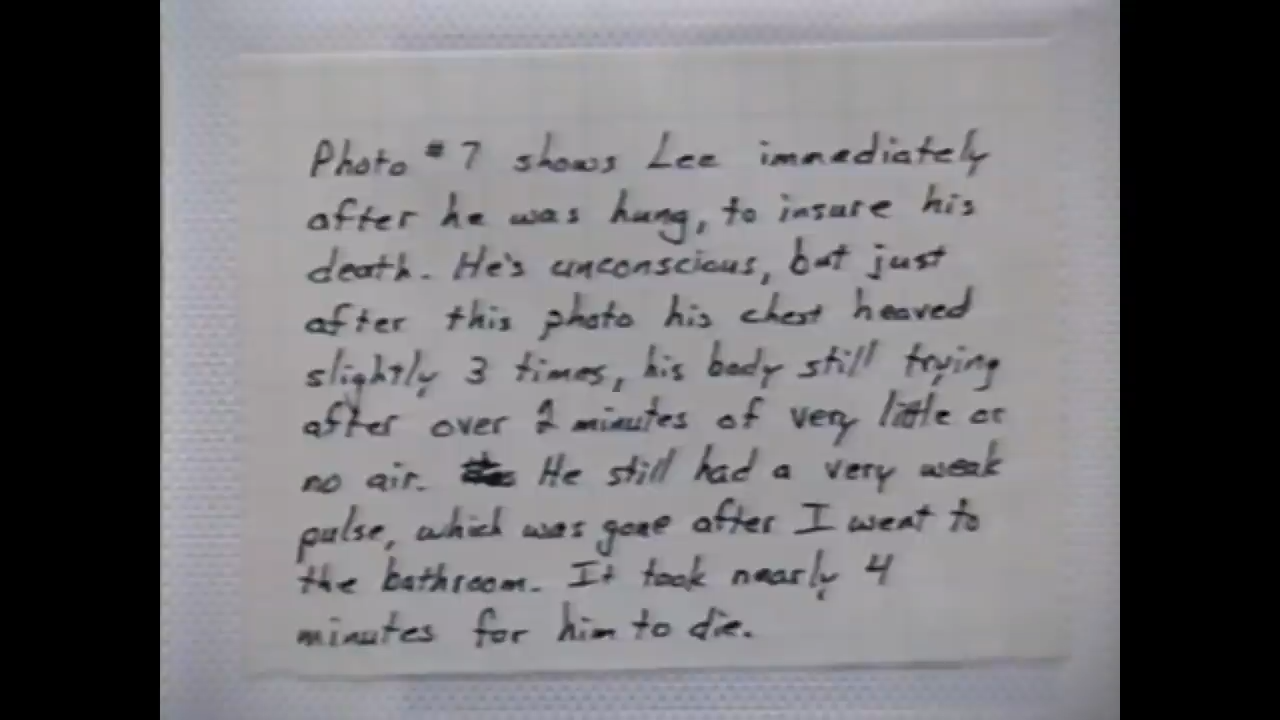 Photo #7 shows Lee immediately
after he was hung, to insure his
death. He's unconscious, but just
after this photo his chest heaved
slightly 3 times, his body still trying
after over 2 minutes of very little or
no air. He still had a very weak
pulse, which was gone after I went to
the bathroom. It took nearly 4
minutes for him to die.